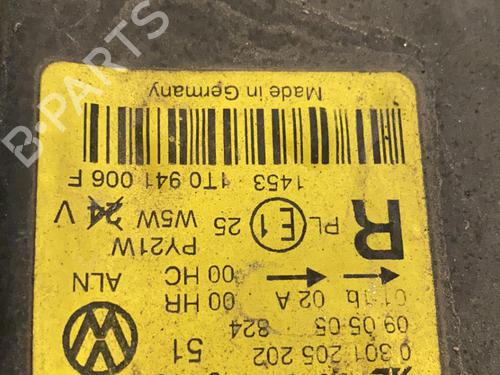 0 301 205 202 51
09 05 05 824
02 A 00 HR
00 HC ALN
R PY21W
PL E1 25 W5W 24 V
1453 1T0 941 006 F
Made in Germany
B-PARTS